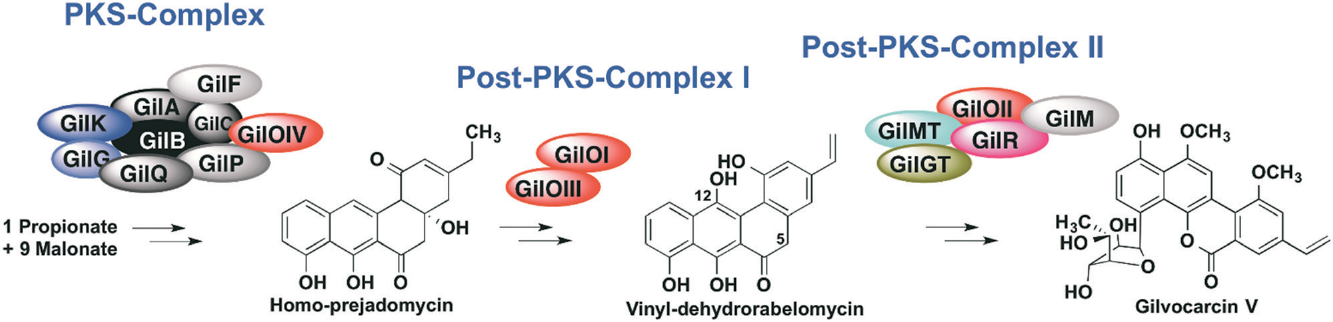 PKS-Complex
GilF
GilA
GilC
GilK
GilB
GilOIV
GilG
GilP
GilQ
1 Propionate
+ 9 Malonate
CH3
O
OH
OH
OH
O
Homo-prejadomycin
Post-PKS-Complex I
GilOI
GilOIII
HO
OH
12
5
OH
OH
O
Vinyl-dehydrorabelomycin
Post-PKS-Complex II
GilOII
GilM
GilMT
GilR
GilGT
OH
OCH3
OCH3
H3C
OH
HO
O
O
O
HO
Gilvocarcin V